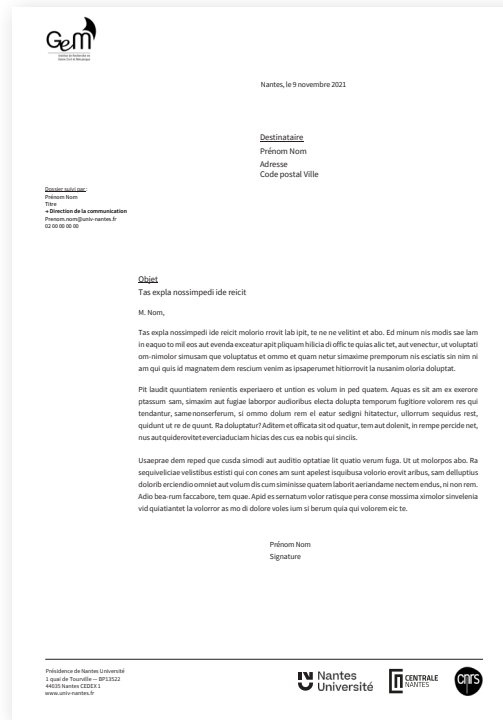 GeM
Institut de Recherche en
Génie Civil et Mécanique
Nantes, le 9 novembre 2021
Destinataire
Prénom Nom
Adresse
Code postal Ville
Dossier suivi par :
Prénom Nom
Titre
→ Direction de la communication
Prenom.nom@univ-nantes.fr
02 00 00 00 00
Objet
Tas expla nossimpedi ide reicit
M. Nom,
Tas expla nossimpedi ide reicit molorio rrovit lab ipit, te ne ne velitint et abo. Ed minum nis modis sae lam
in eaquo to mil eos aut evenda exceatur apit pliquam hilicia di offic te quias alic tet, aut venectur, ut voluptati
om-nimolor simusam que voluptatus et ommo et quam netur simaxime premporum nis esciatis sin nim ni
am qui quis id magnatem dem rescium venim as ipsaperumet hitiorrovit la nusanim oloria doluptat.
Pit laudit quuntiatem renientis experiaero et untion es volum in ped quatem. Aquas es sit am ex exerore
ptassum sam, simaxim aut fugiae laborpor audioribus electa dolupta temporum fugitiore volorem res qui
tendantur, same nonserferum, si ommo dolum rem el eatur sedigni hitatectur, ullorrum sequidus rest,
quidunt ut re de quunt. Ra doluptatur? Aditem et officata sit od quatur, tem aut dolenit, in rempe percide net,
nus aut quiderovitet everciaduciam hicias des cus ea nobis qui sinciis.
Usaeprae dem reped que cusda simodi aut auditio optatiae lit quatio verum fuga. Ut ut molorpos abo. Ra
sequiveliciae velistibus estisti qui con cones am sunt apelest isquibusa volorio erovit aribus, sam delluptius
dolorib erciendio omniet aut volum dis cum siminisse quatem laborit aeriandame nectem endus, ni non rem.
Adio bea-rum faccabore, tem quae. Apid es sernatum volor ratisque pera conse mossima ximolor sinvelenia
vid quiatiantet la volorror as mo di dolore voles ium si berum quia qui volorem eic te.
Prénom Nom
Signature
Présidence de Nantes Université
1 quai de Tourville — BP13522
44035 Nantes CEDEX 1
www.univ-nantes.fr
Nantes
Université
CENTRALE
NANTES
cnrs